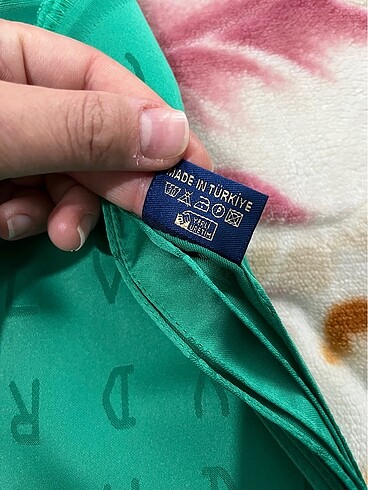 MADE IN TÜRKİYE
YERLİ
ÜRETİM
V
D
R